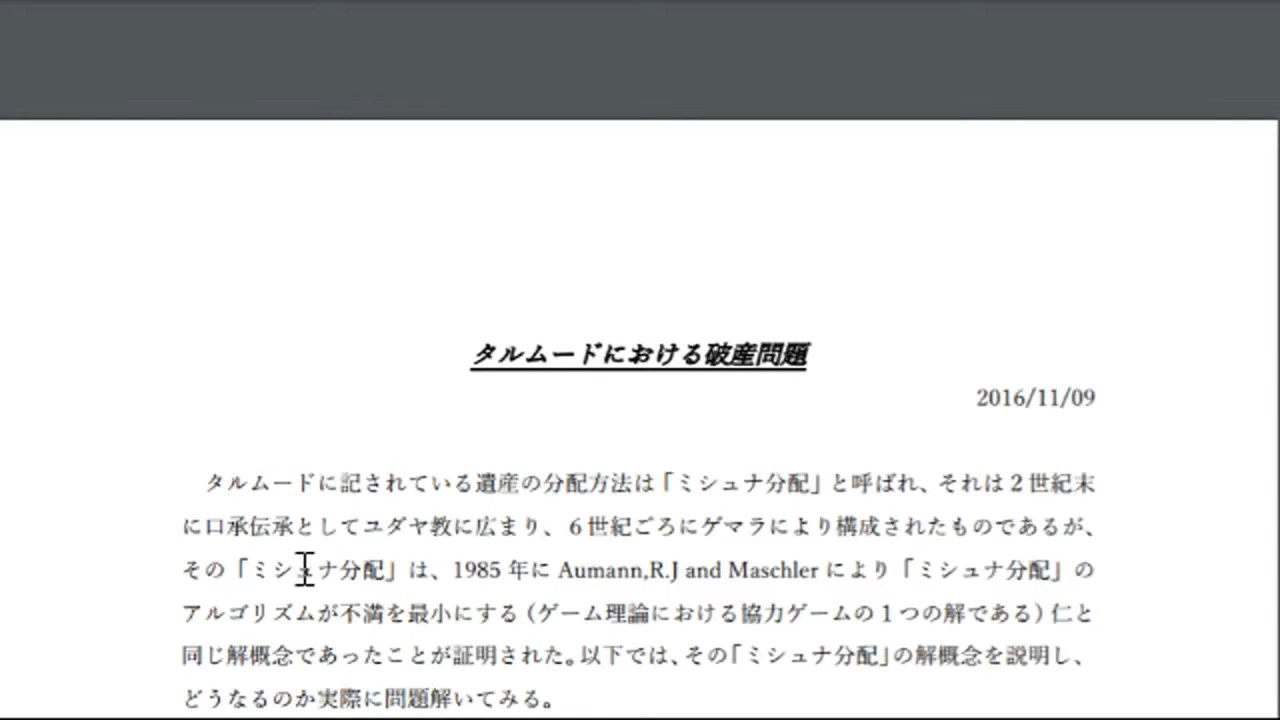 タルムードにおける破産問題
2016/11/09
タルムードに記されている遺産の分配方法は「ミシュナ分配」と呼ばれ、それは２世紀末
に口承伝承としてユダヤ教に広まり、６世紀ごろにゲマラにより構成されたものであるが、
その「ミシュナ分配」は、1985 年に Aumann,R.J and Maschler により「ミシュナ分配」の
アルゴリズムが不満を最小にする（ゲーム理論における協力ゲームの１つの解である）仁と
同じ解概念であったことが証明された。以下では、その「ミシュナ分配」の解概念を説明し、
どうなるのか実際に問題解いてみる。